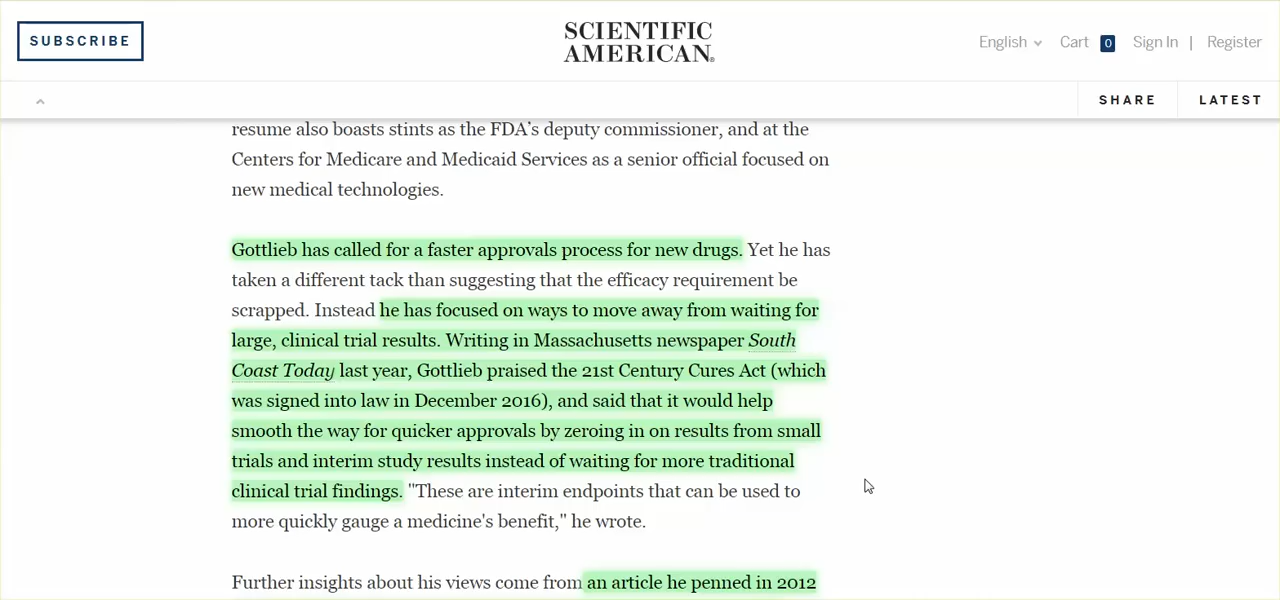 SUBSCRIBE
SCIENTIFIC
AMERICAN®
English Cart 0 Sign In | Register
SHARE LATEST
resume also boasts stints as the FDA’s deputy commissioner, and at the
Centers for Medicare and Medicaid Services as a senior official focused on
new medical technologies.
Gottlieb has called for a faster approvals process for new drugs. Yet he has
taken a different tack than suggesting that the efficacy requirement be
scrapped. Instead he has focused on ways to move away from waiting for
large, clinical trial results. Writing in Massachusetts newspaper South
Coast Today last year, Gottlieb praised the 21st Century Cures Act (which
was signed into law in December 2016), and said that it would help
smooth the way for quicker approvals by zeroing in on results from small
trials and interim study results instead of waiting for more traditional
clinical trial findings. "These are interim endpoints that can be used to
more quickly gauge a medicine's benefit," he wrote.
Further insights about his views come from an article he penned in 2012